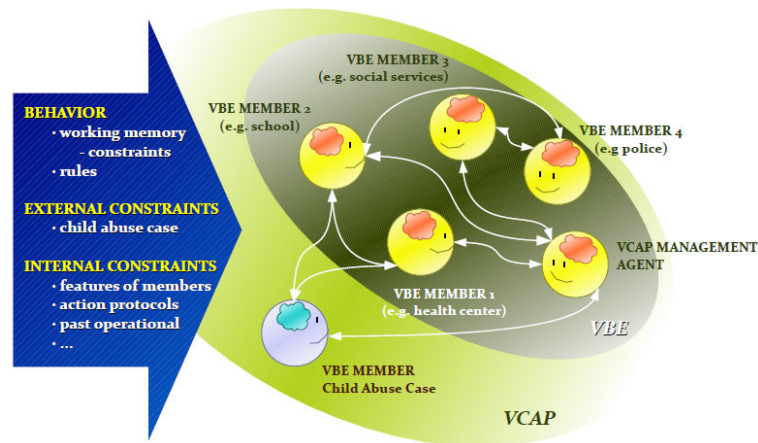 BEHAVIOR
· working memory
- constraints
· rules
EXTERNAL CONSTRAINTS
· child abuse case
INTERNAL CONSTRAINTS
· features of members
· action protocols
· past operational
· ...
VBE MEMBER 3
(e.g. social services)
VBE MEMBER 2
(e.g. school)
VBE MEMBER 4
(e.g police)
VCAP MANAGEMENT
AGENT
VBE MEMBER 1
(e.g. health center)
VBE
VBE MEMBER
Child Abuse Case
VCAP